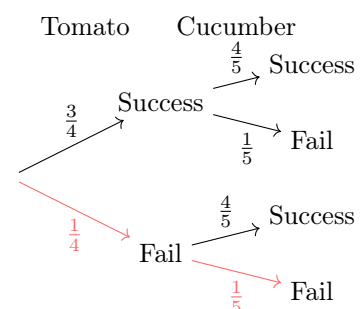 Tomato Cucumber
4/5 Success
3/4 Success
1/5 Fail
4/5 Success
1/4 Fail
1/5 Fail